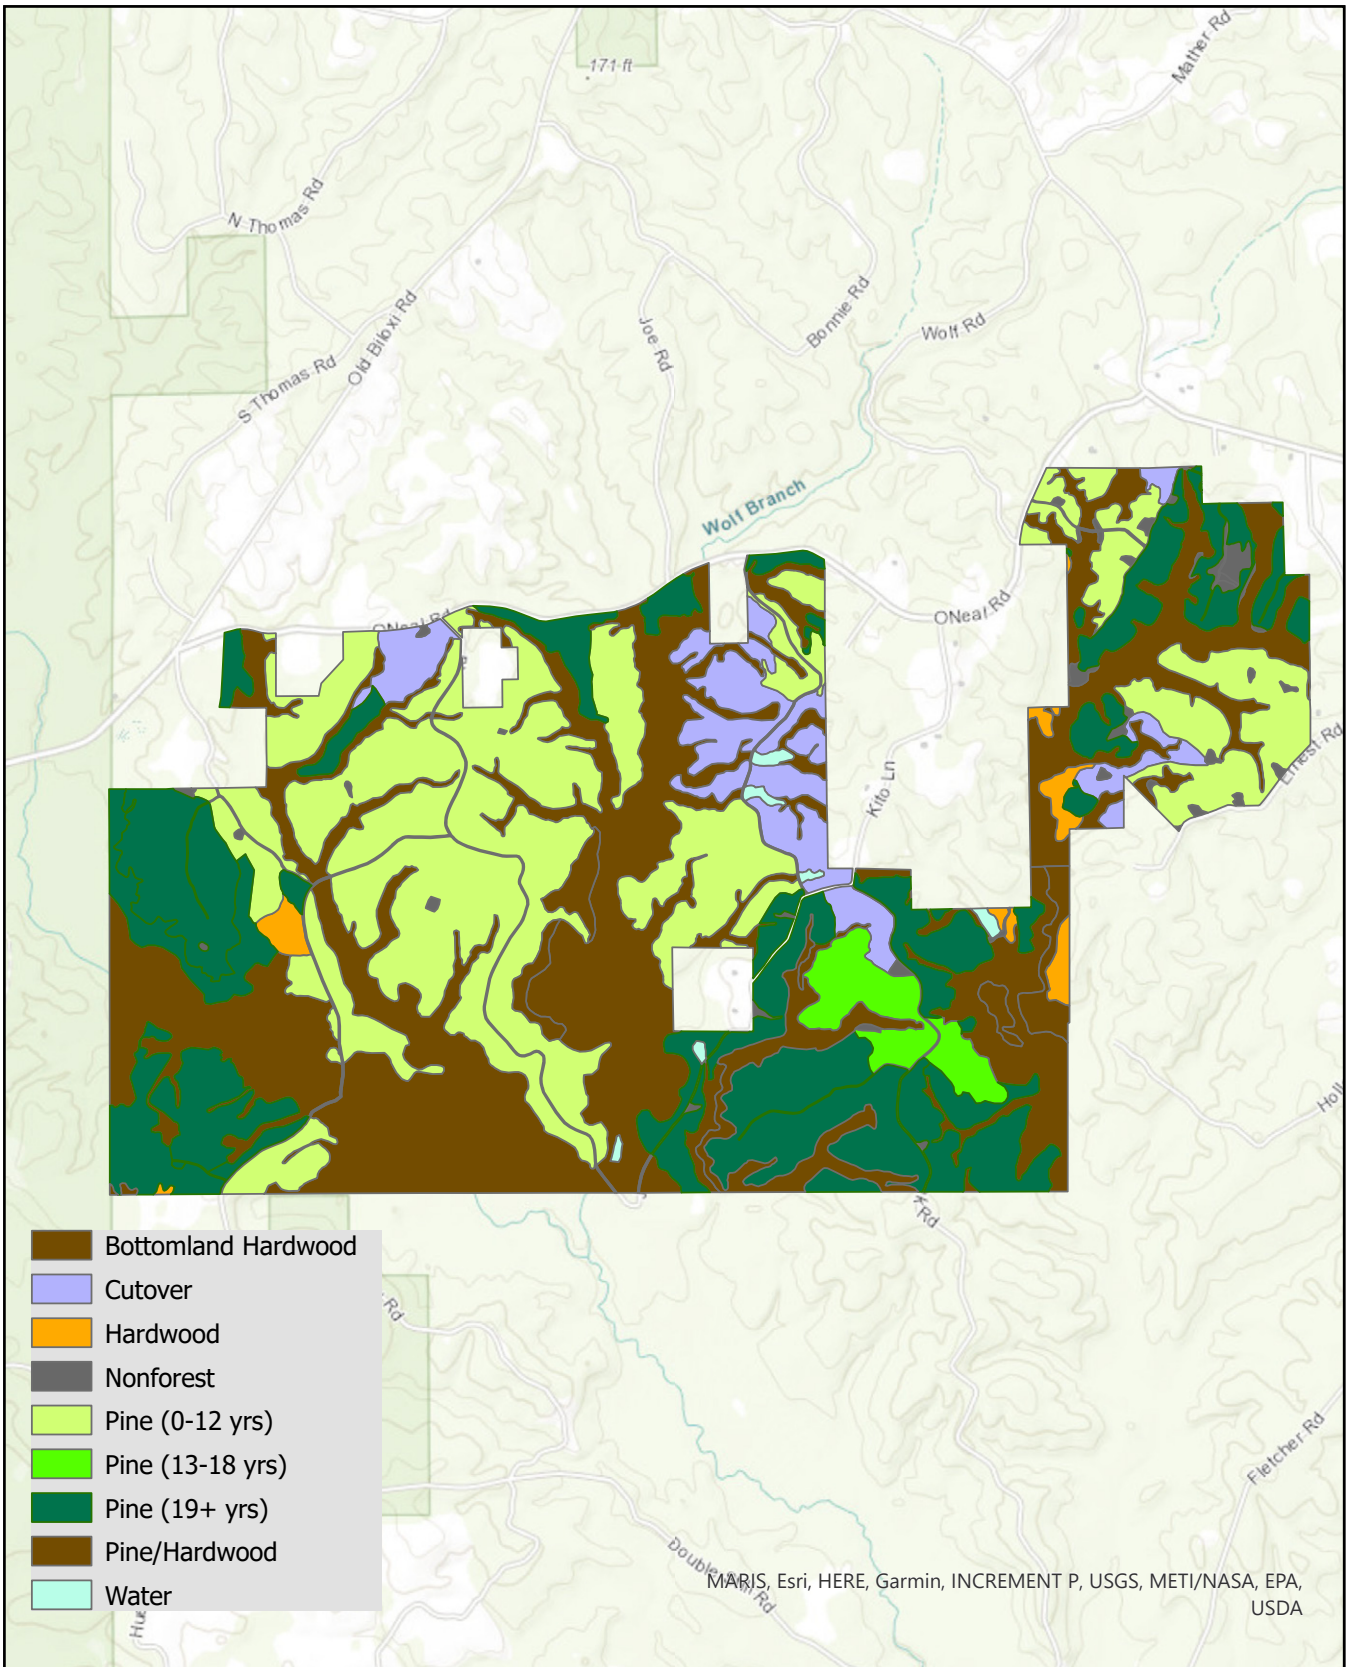 171 ft
Mather Rd
N Thomas Rd
Old Biloxi Rd
S Thomas Rd
Joe Rd
Bonnie Rd
Wolf Rd
Wolf Branch
ONeal Rd
ONeal Rd
Kito Ln
Ernest Rd
Rd
Rd
Bottomland Hardwood
Cutover
Hardwood
Nonforest
Pine (0-12 yrs)
Pine (13-18 yrs)
Pine (19+ yrs)
Pine/Hardwood
Water
Fletcher Rd
MARIS, Esri, HERE, Garmin, INCREMENT P, USGS, METI/NASA, EPA,
USDA